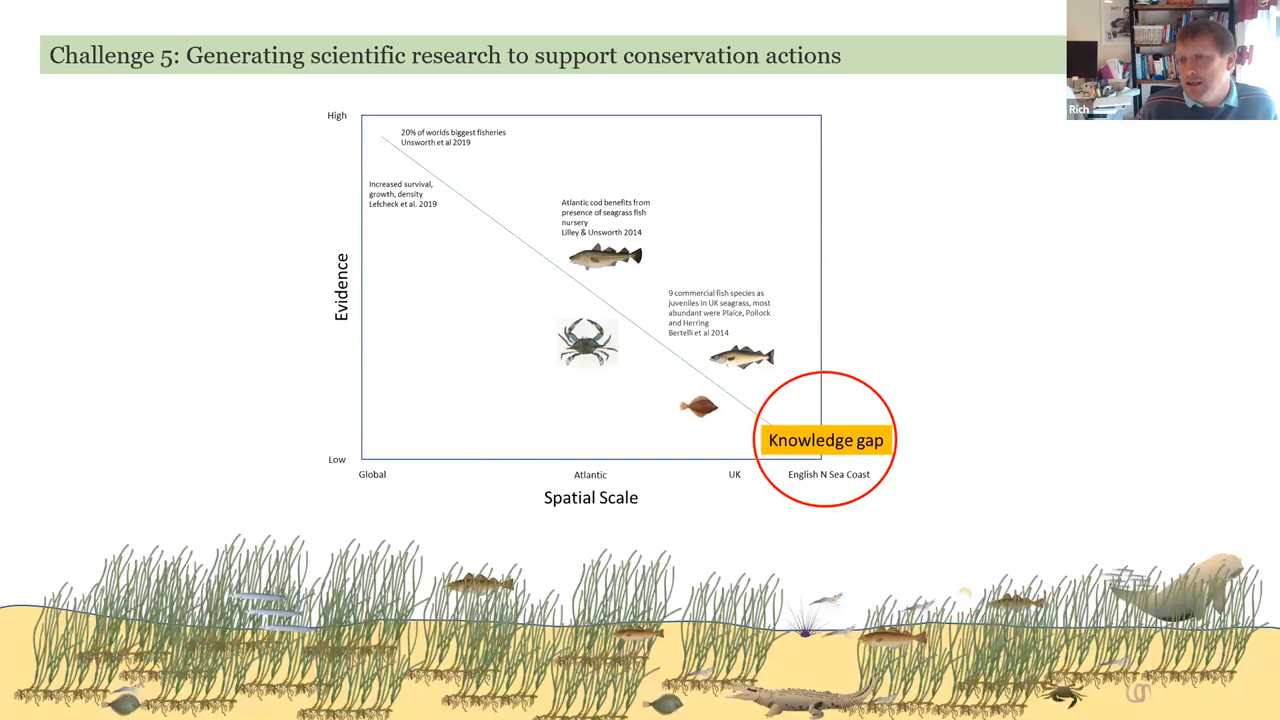 Challenge 5: Generating scientific research to support conservation actions
Rich
High
20% of worlds biggest fisheries
Unsworth et al 2019
Increased survival,
growth, density
Lefcheck et al. 2019
Atlantic cod benefits from
presence of seagrass fish
nursery
Lilley & Unsworth 2014
Evidence
9 commercial fish species as
juveniles in UK seagrass, most
abundant were Plaice, Pollock
and Herring
Bertelli et al 2014
Knowledge gap
Low
Global
Atlantic
UK
English N Sea Coast
Spatial Scale